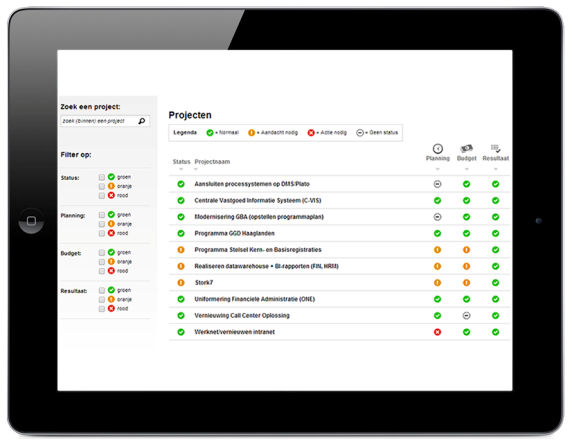 Zoek een project:
zoek (binnen) een project
Filter op:
Status:
groen
oranje
rood
Planning:
groen
oranje
rood
Budget:
groen
oranje
rood
Resultaat:
groen
oranje
rood
Projecten
Legenda = Normaal = Aandacht nodig = Actie nodig = Geen status
Planning Budget Resultaat
Status Projectnaam
Aansluiten processystemen op DMS/Plato
Centrale Vastgoed Informatie Systeem (C-VIS)
Modernisering GBA (opstellen programmaplan)
Programma GGD Haaglanden
Programma Stelsel Kern- en Basisregistraties
Realiseren datawarehouse + BI-rapporten (FIN, HRM)
Stork7
Uniformering Financiele Administratie (ONE)
Vernieuwing Call Center Oplossing
Werknet/vernieuwen intranet